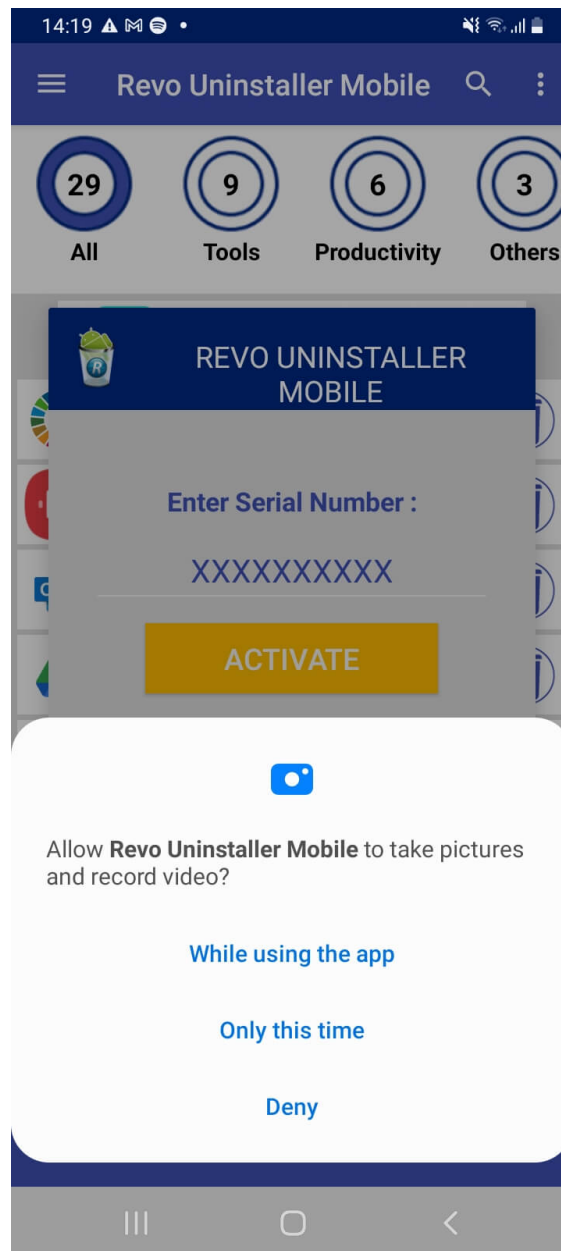 14:19
Revo Uninstaller Mobile
29
9
6
3
All
Tools
Productivity
Others
REVO UNINSTALLER
MOBILE
Enter Serial Number :
XXXXXXXXXX
ACTIVATE
Allow Revo Uninstaller Mobile to take pictures
and record video?
While using the app
Only this time
Deny